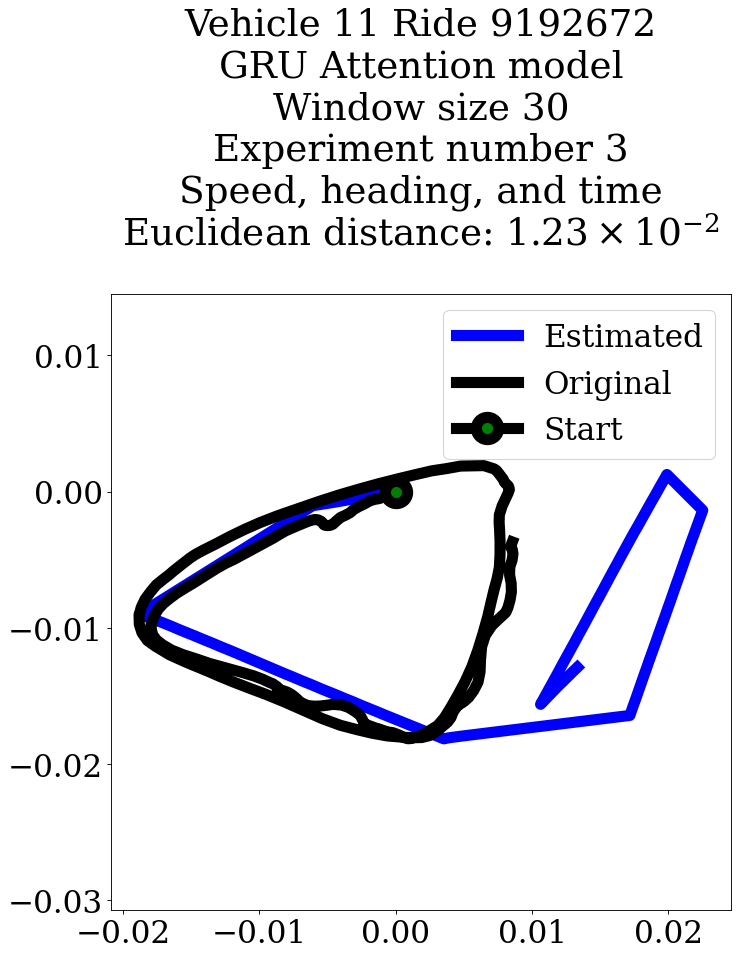 Vehicle 11 Ride 9192672
GRU Attention model
Window size 30
Experiment number 3
Speed, heading, and time
Euclidean distance: 1.23 × 10⁻²
Estimated
Original
Start
0.01
0.00
−0.01
−0.02
−0.03
−0.02 −0.01 0.00 0.01 0.02